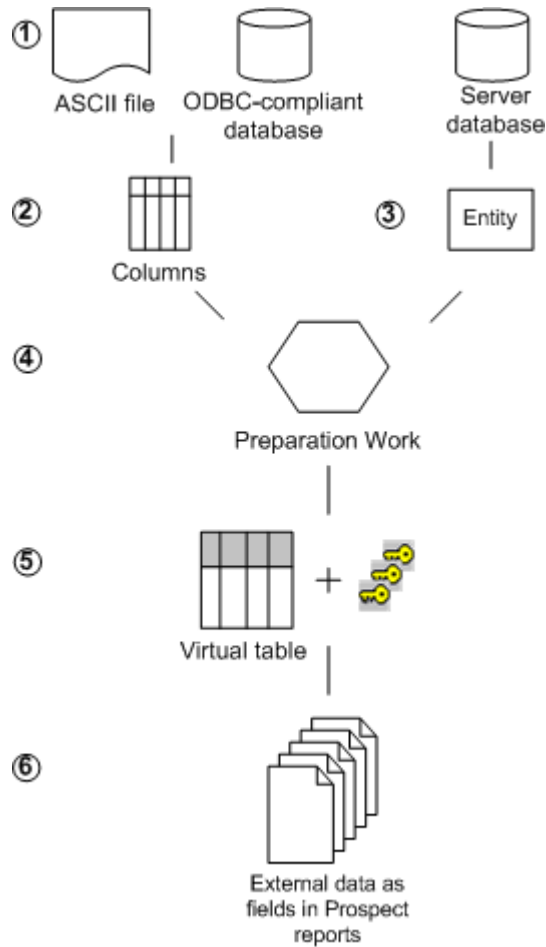 1
ASCII file
ODBC-compliant
database
Server
database
2
Columns
3
Entity
4
Preparation Work
5
+
Virtual table
6
External data as
fields in Prospect
reports